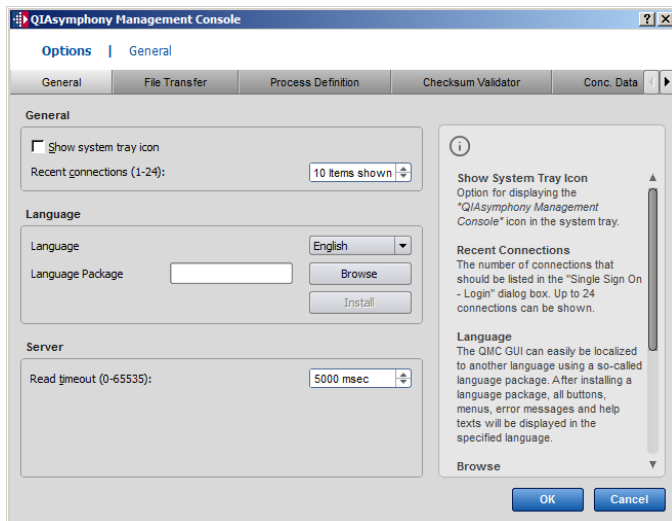 QIAsymphony Management Console
Options | General
General File Transfer Process Definition Checksum Validator Conc. Data
General
Show system tray icon
Recent connections (1-24): 10 Items shown
Language
Language English
Language Package Browse
Install
Server
Read timeout (0-65535): 5000 msec
Show System Tray Icon
Option for displaying the
"QIAsymphony Management
Console" icon in the system tray.
Recent Connections
The number of connections that
should be listed in the "Single Sign On
- Login" dialog box. Up to 24
connections can be shown.
Language
The QMC GUI can easily be localized
to another language using a so-called
language package. After installing a
language package, all buttons,
menus, error messages and help
texts will be displayed in the
specified language.
Browse
OK Cancel